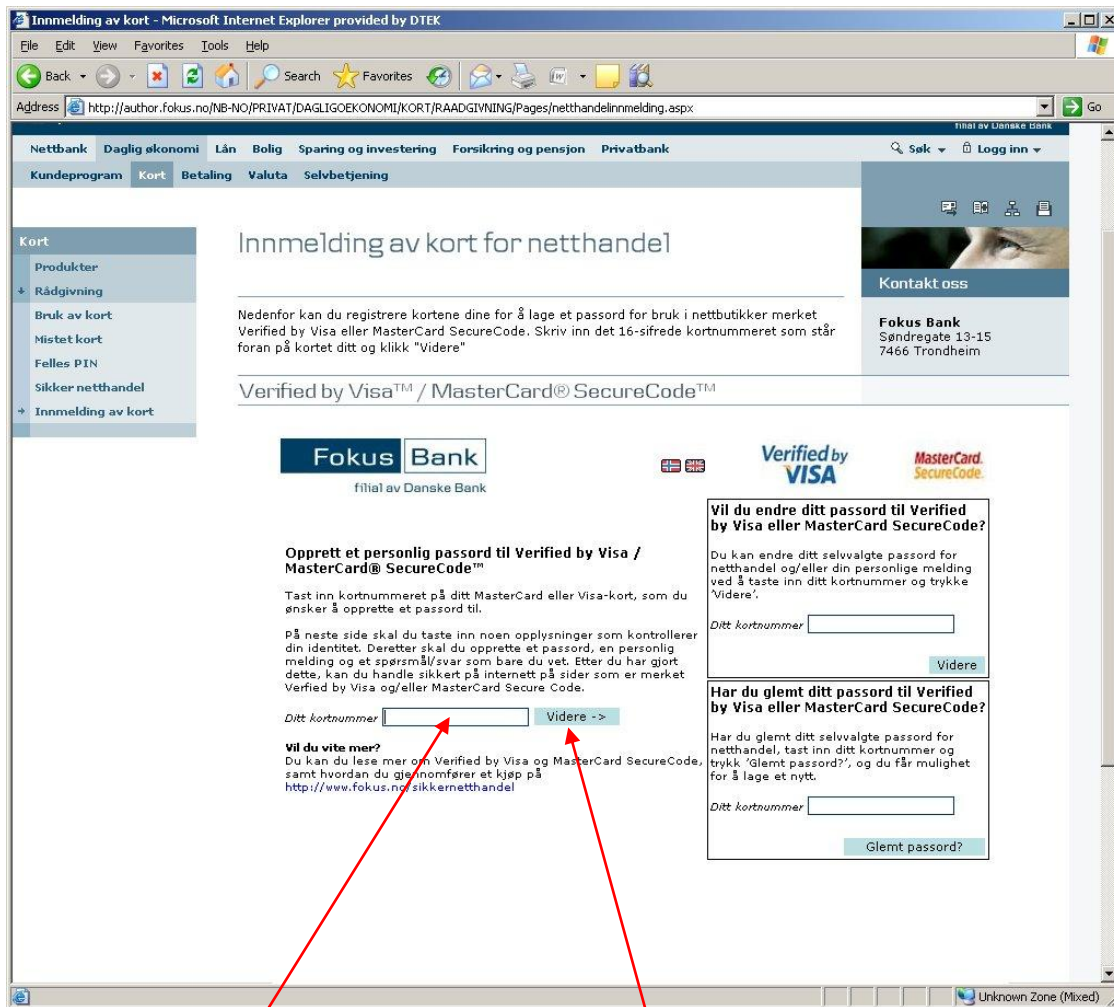 Innmelding av kort - Microsoft Internet Explorer provided by DTEK
File Edit View Favorites Tools Help
Back Search Favorites
Address http://author.fokus.no/NB-NO/PRIVAT/DAGLIGOEKONOMI/KORT/RAADGIVNING/Pages/netthandelinnmelding.aspx Go
filial av Danske Bank
Nettbank Daglig økonomi Lån Bolig Sparing og investering Forsikring og pensjon Privatbank Søk Logg inn
Kundeprogram Kort Betaling Valuta Selvbetjening
Kort
Produkter
Rådgivning
Bruk av kort
Mistet kort
Felles PIN
Sikker netthandel
Innmelding av kort
Innmelding av kort for netthandel
Nedenfor kan du registrere kortene dine for å lage et passord for bruk i nettbutikker merket
Verified by Visa eller MasterCard SecureCode. Skriv inn det 16-sifrede kortnummeret som står
foran på kortet ditt og klikk "Videre"
Kontakt oss
Fokus Bank
Søndregate 13-15
7466 Trondheim
Verified by Visa™ / MasterCard® SecureCode™
Fokus Bank
filial av Danske Bank
Verified by
VISA
MasterCard.
SecureCode.
Opprett et personlig passord til Verified by Visa /
MasterCard® SecureCode™
Tast inn kortnummeret på ditt MasterCard eller Visa-kort, som du
ønsker å opprette et passord til.
På neste side skal du taste inn noen opplysninger som kontrollerer
din identitet. Deretter skal du opprette et passord, en personlig
melding og et spørsmål/svar som bare du vet. Etter du har gjort
dette, kan du handle sikkert på internett på sider som er merket
Verfied by Visa og/eller MasterCard Secure Code.
Ditt kortnummer Videre ->
Vil du vite mer?
Du kan du lese mer om Verified by Visa og MasterCard SecureCode,
samt hvordan du gjennomfører et kjøp på
http://www.fokus.no/sikkernetthandel
Vil du endre ditt passord til Verified
by Visa eller MasterCard SecureCode?
Du kan endre ditt selvvalgte passord for
netthandel og/eller din personlige melding
ved å taste inn ditt kortnummer og trykke
'Videre'.
Ditt kortnummer
Videre
Har du glemt ditt passord til Verified
by Visa eller MasterCard SecureCode?
Har du glemt ditt selvvalgte passord for
netthandel, tast inn ditt kortnummer og
trykk 'Glemt passord?', og du får mulighet
for å lage et nytt.
Ditt kortnummer
Glemt passord?
Unknown Zone (Mixed)